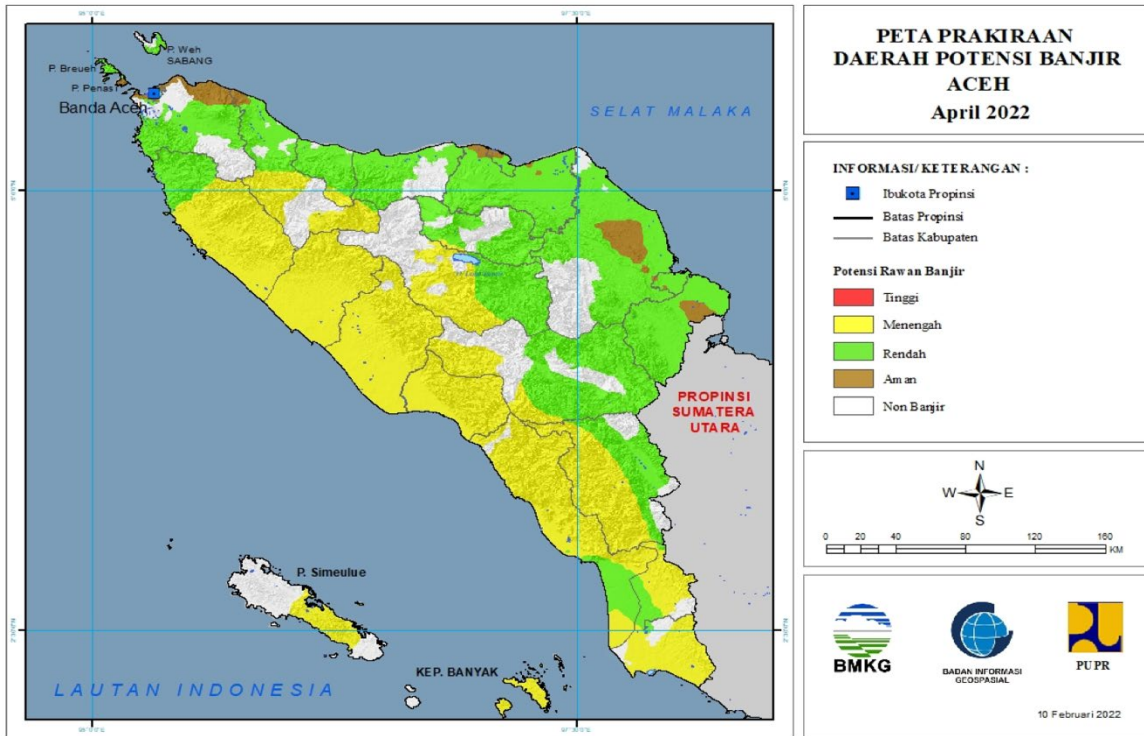 PETA PRAKIRAAN
DAERAH POTENSI BANJIR
ACEH
April 2022
INFORMASI/ KETERANGAN :
Ibukota Propinsi
Batas Propinsi
Batas Kabupaten
Potensi Rawan Banjir
Tinggi
Menengah
Rendah
Aman
Non Banjir
N
W E
S
0 20 40 80 120 160
KM
BMKG
BADAN INFORMASI
GEOSPASIAL
PUPR
10 Februari 2022
P. Weh
SABANG
P. Breueh
P. Penasi
Banda Aceh
SELAT MALAKA
PROPINSI
SUMATERA
UTARA
P. Simeulue
KEP. BANYAK
LAUTAN INDONESIA